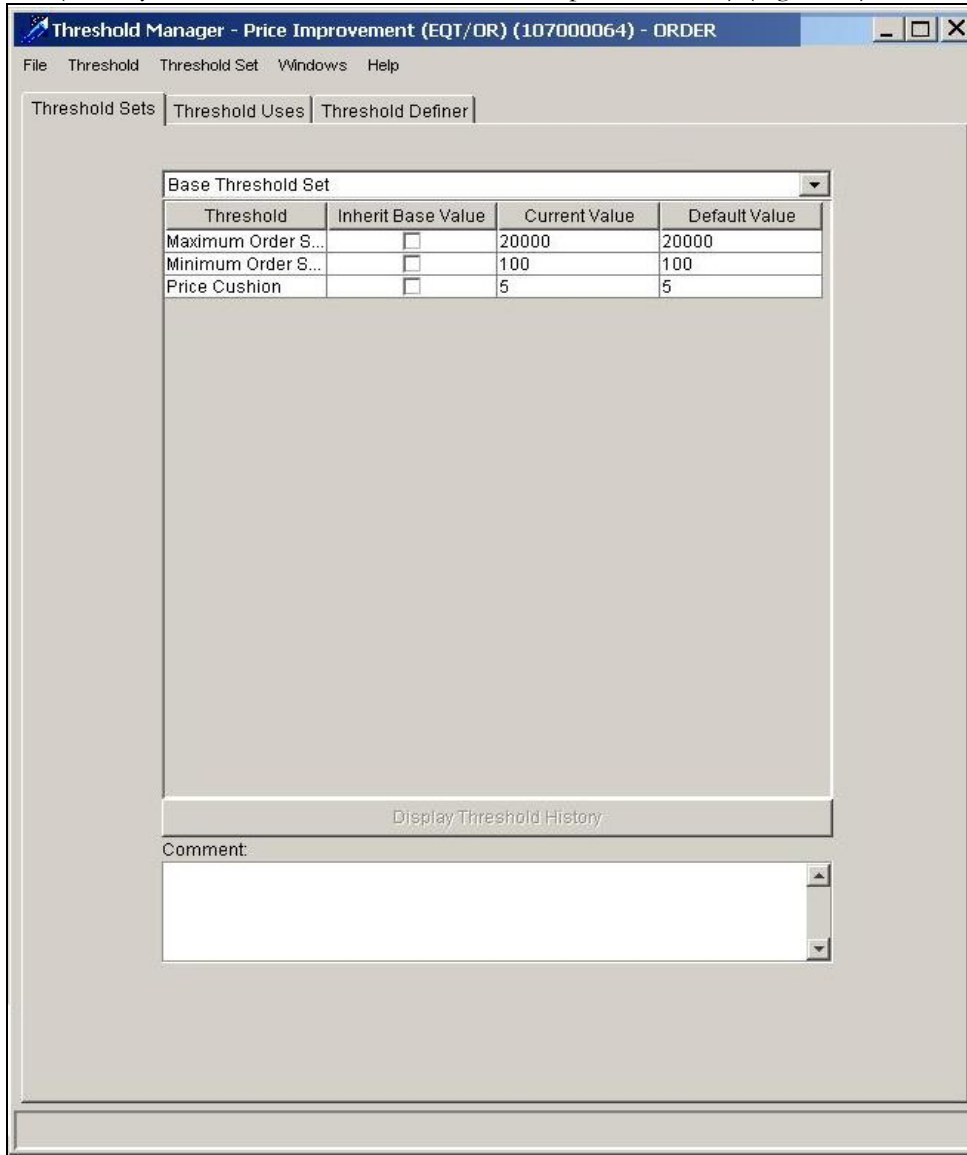 Threshold Manager - Price Improvement (EQT/OR) (107000064) - ORDER
File Threshold Threshold Set Windows Help
Threshold Sets Threshold Uses Threshold Definer
Base Threshold Set
Threshold Inherit Base Value Current Value Default Value
Maximum Order S... 20000 20000
Minimum Order S... 100 100
Price Cushion 5 5
Display Threshold History
Comment: